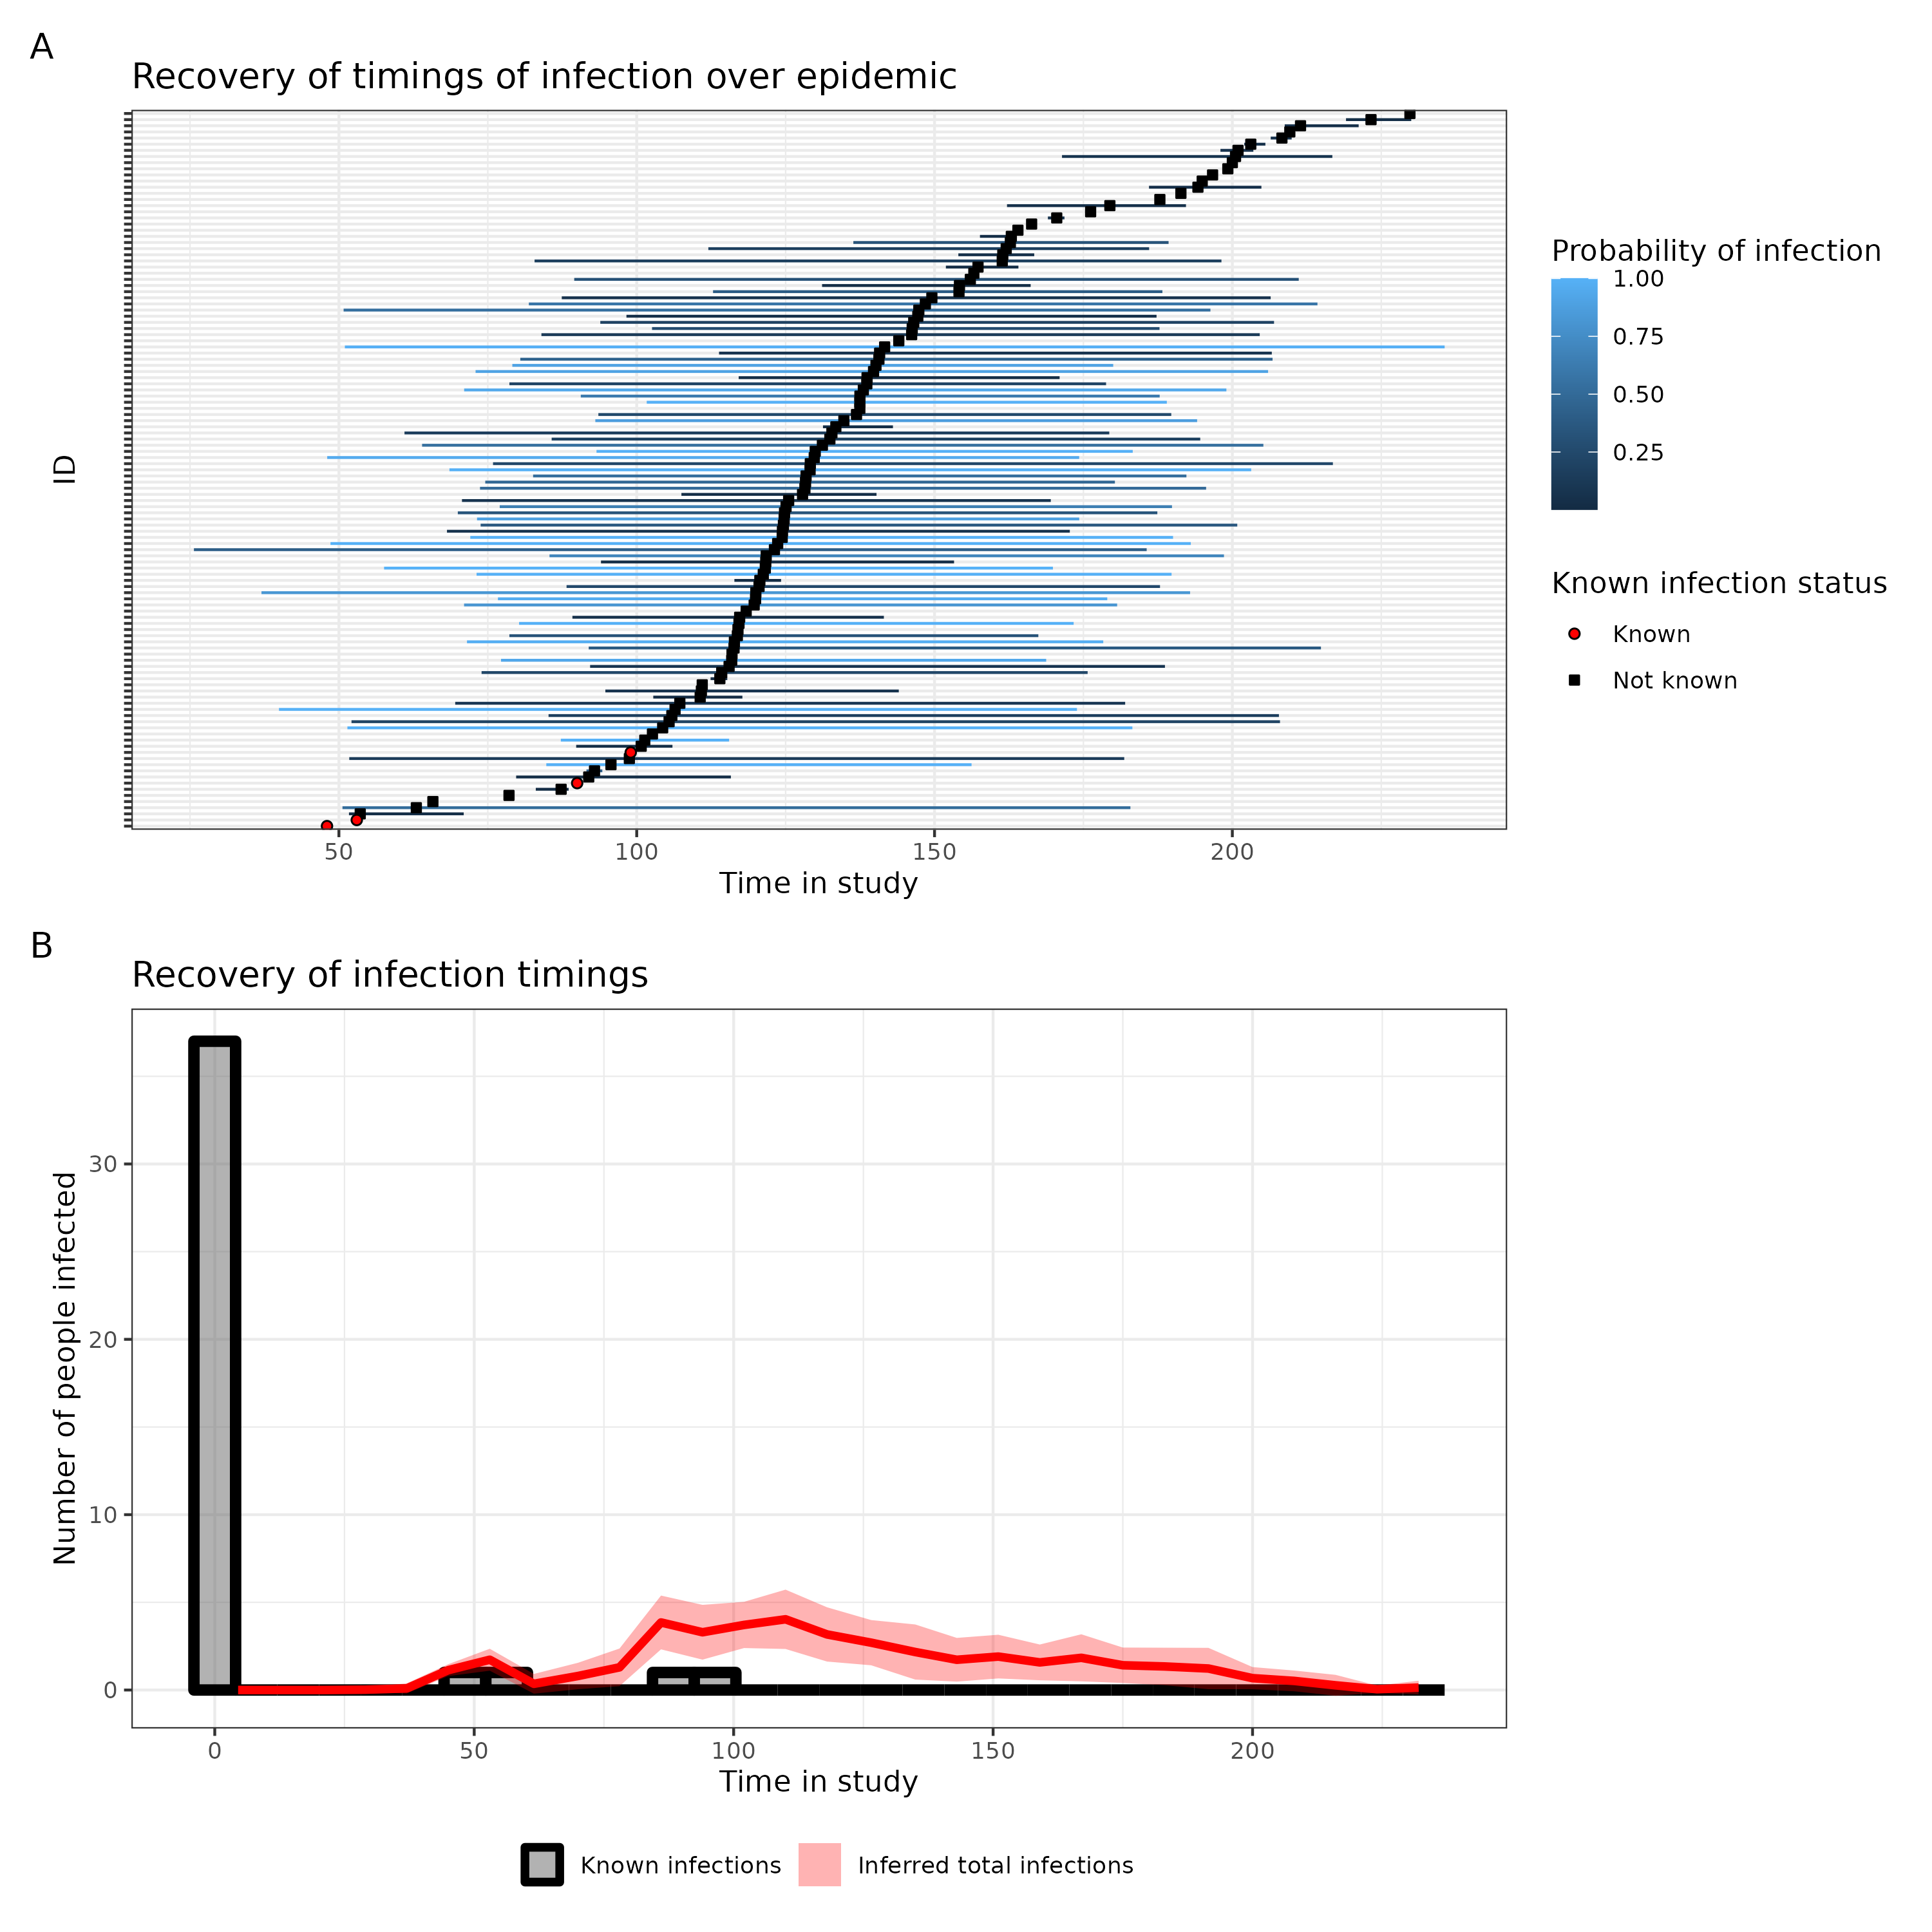 A
Recovery of timings of infection over epidemic
ID
50 100 150 200
Time in study
Probability of infection
1.00
0.75
0.50
0.25
Known infection status
Known
Not known
B
Recovery of infection timings
Number of people infected
30
20
10
0
0 50 100 150 200
Time in study
Known infections Inferred total infections